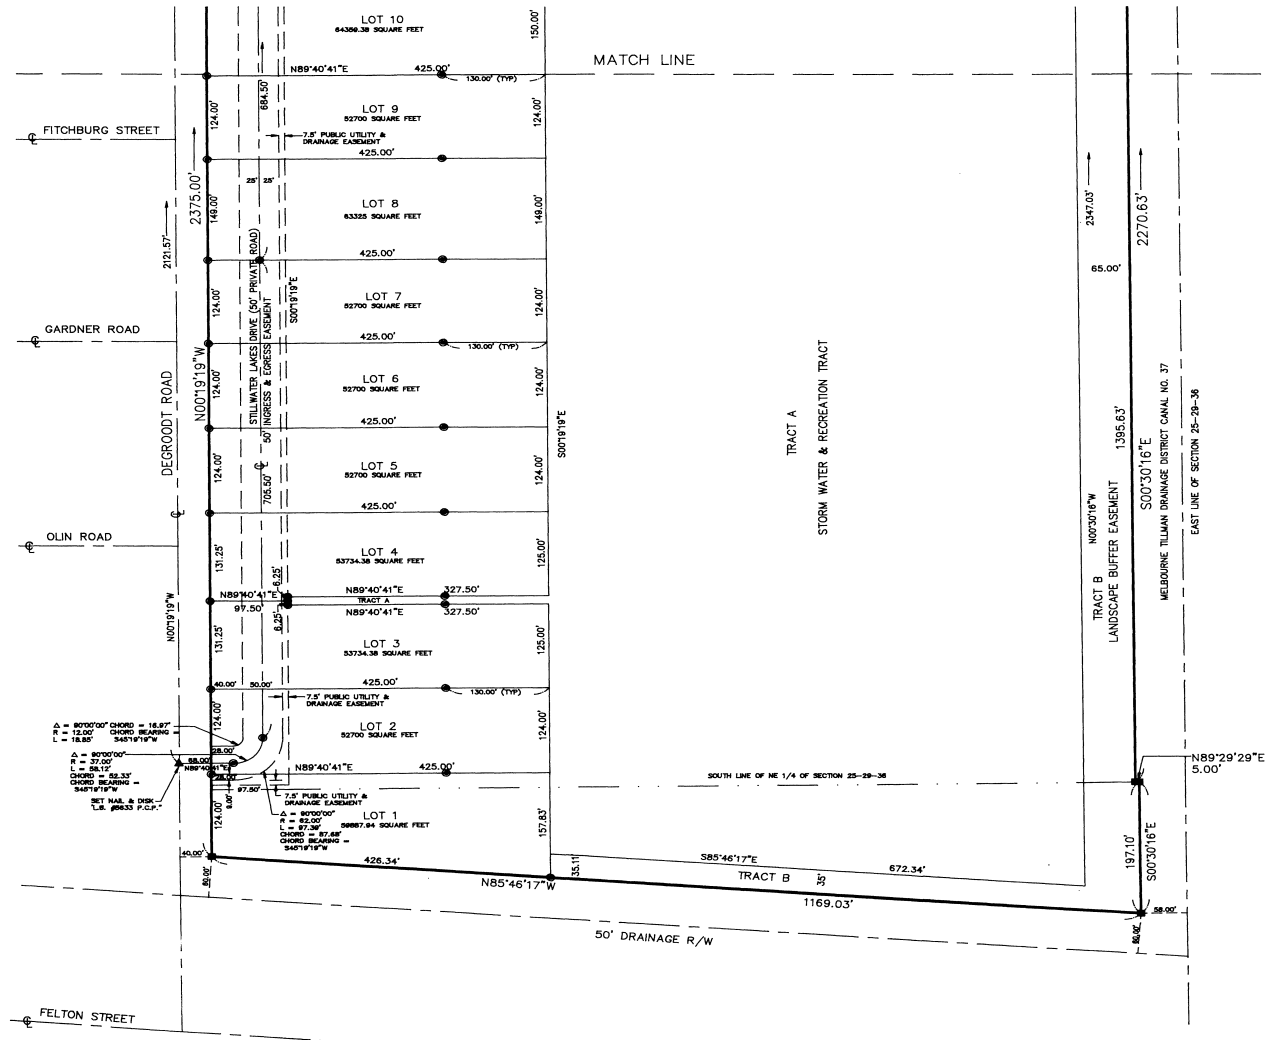 LOT 10
64389.38 SQUARE FEET
150.00'
MATCH LINE
N89°40'41"E
425.00'
130.00' (TYP)
684.50'
124.00'
LOT 9
52700 SQUARE FEET
124.00'
FITCHBURG STREET
7.5' PUBLIC UTILITY &
DRAINAGE EASEMENT
425.00'
25' 25'
2375.00'
149.00'
LOT 8
63325 SQUARE FEET
149.00'
2347.03'
2270.63'
2121.57'
425.00'
65.00'
STILLWATER LAKES DRIVE (50' PRIVATE ROAD)
50' INGRESS & EGRESS EASEMENT
S00°19'19"E
124.00'
LOT 7
52700 SQUARE FEET
124.00'
GARDNER ROAD
425.00'
130.00' (TYP)
N00°19'19"W
DEGROODT ROAD
124.00'
LOT 6
52700 SQUARE FEET
124.00'
TRACT A
STORM WATER & RECREATION TRACT
MELBOURNE TILLMAN DRAINAGE DISTRICT CANAL NO. 37
EAST LINE OF SECTION 25-29-36
425.00'
S00°19'19"E
1395.63'
S00°30'16"E
705.50'
124.00'
LOT 5
52700 SQUARE FEET
124.00'
425.00'
N00°30'16"W
TRACT B
LANDSCAPE BUFFER EASEMENT
OLIN ROAD
131.25'
LOT 4
53734.38 SQUARE FEET
125.00'
6.25'
N89°40'41"E
327.50'
N89°40'41"E
97.50'
TRACT A
N89°40'41"E
327.50'
6.25'
N00°19'19"W
131.25'
LOT 3
53734.38 SQUARE FEET
125.00'
40.00'
50.00'
425.00'
130.00' (TYP)
7.5' PUBLIC UTILITY &
DRAINAGE EASEMENT
124.00'
LOT 2
52700 SQUARE FEET
124.00'
Δ = 90°00'00" CHORD = 16.97'
R = 12.00' CHORD BEARING =
L = 18.85' S45°19'19"W
Δ = 90°00'00"
R = 37.00'
L = 58.12'
CHORD = 52.33'
CHORD BEARING =
S45°19'19"W
28.00'
68.00'
N89°40'41"E
28.00'
N89°40'41"E
425.00'
SET NAIL & DISK
"L.B. #5633 P.C.P."
97.50'
9.00'
SOUTH LINE OF NE 1/4 OF SECTION 25-29-36
N89°29'29"E
5.00'
7.5' PUBLIC UTILITY &
DRAINAGE EASEMENT
124.00'
LOT 1
59887.94 SQUARE FEET
Δ = 90°00'00"
R = 62.00'
L = 97.39'
CHORD = 87.68'
CHORD BEARING =
S45°19'19"W
157.83'
197.10'
S00°30'16"E
40.00'
426.34'
35.11
S85°46'17"E
672.34'
TRACT B
35'
N85°46'17"W
1169.03'
58.00'
50' DRAINAGE R/W
FELTON STREET